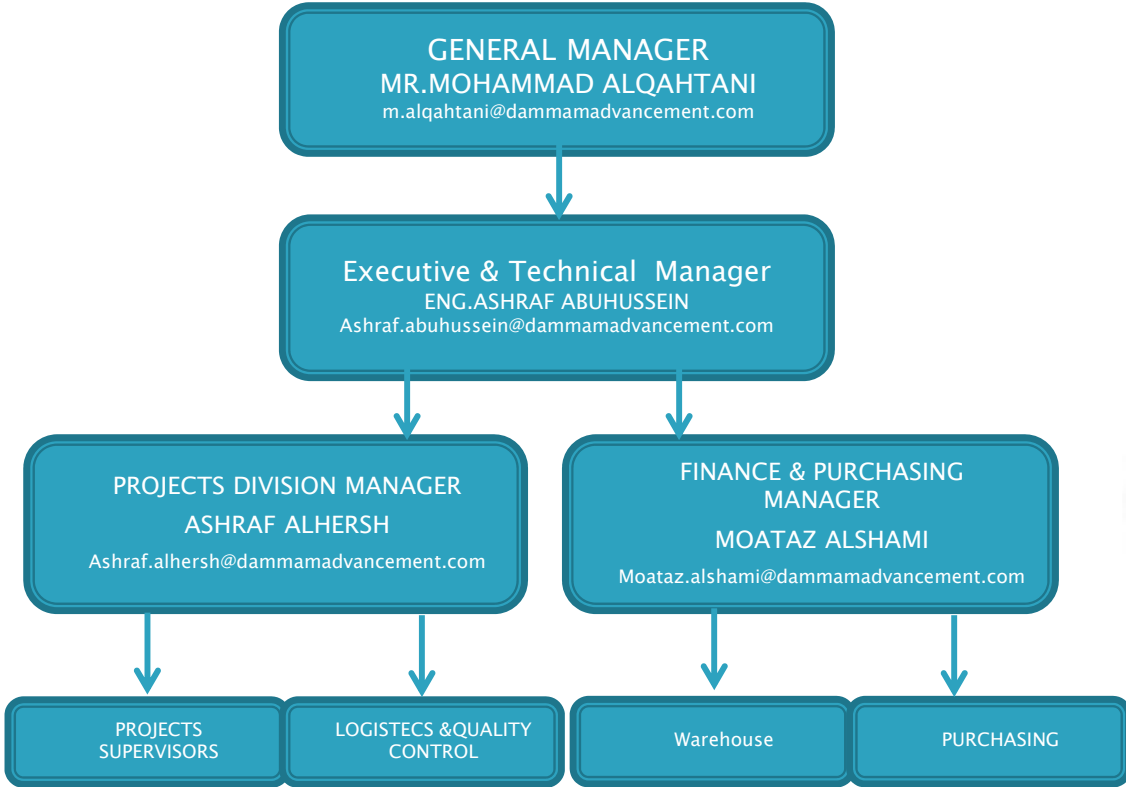 GENERAL MANAGER
MR.MOHAMMAD ALQAHTANI
m.alqahtani@dammamadvancement.com
Executive & Technical  Manager
ENG.ASHRAF ABUHUSSEIN
Ashraf.abuhussein@dammamadvancement.com
PROJECTS DIVISION MANAGER
ASHRAF ALHERSH
Ashraf.alhersh@dammamadvancement.com
FINANCE & PURCHASING
MANAGER
MOATAZ ALSHAMI
Moataz.alshami@dammamadvancement.com
PROJECTS
SUPERVISORS
LOGISTECS &QUALITY
CONTROL
Warehouse
PURCHASING